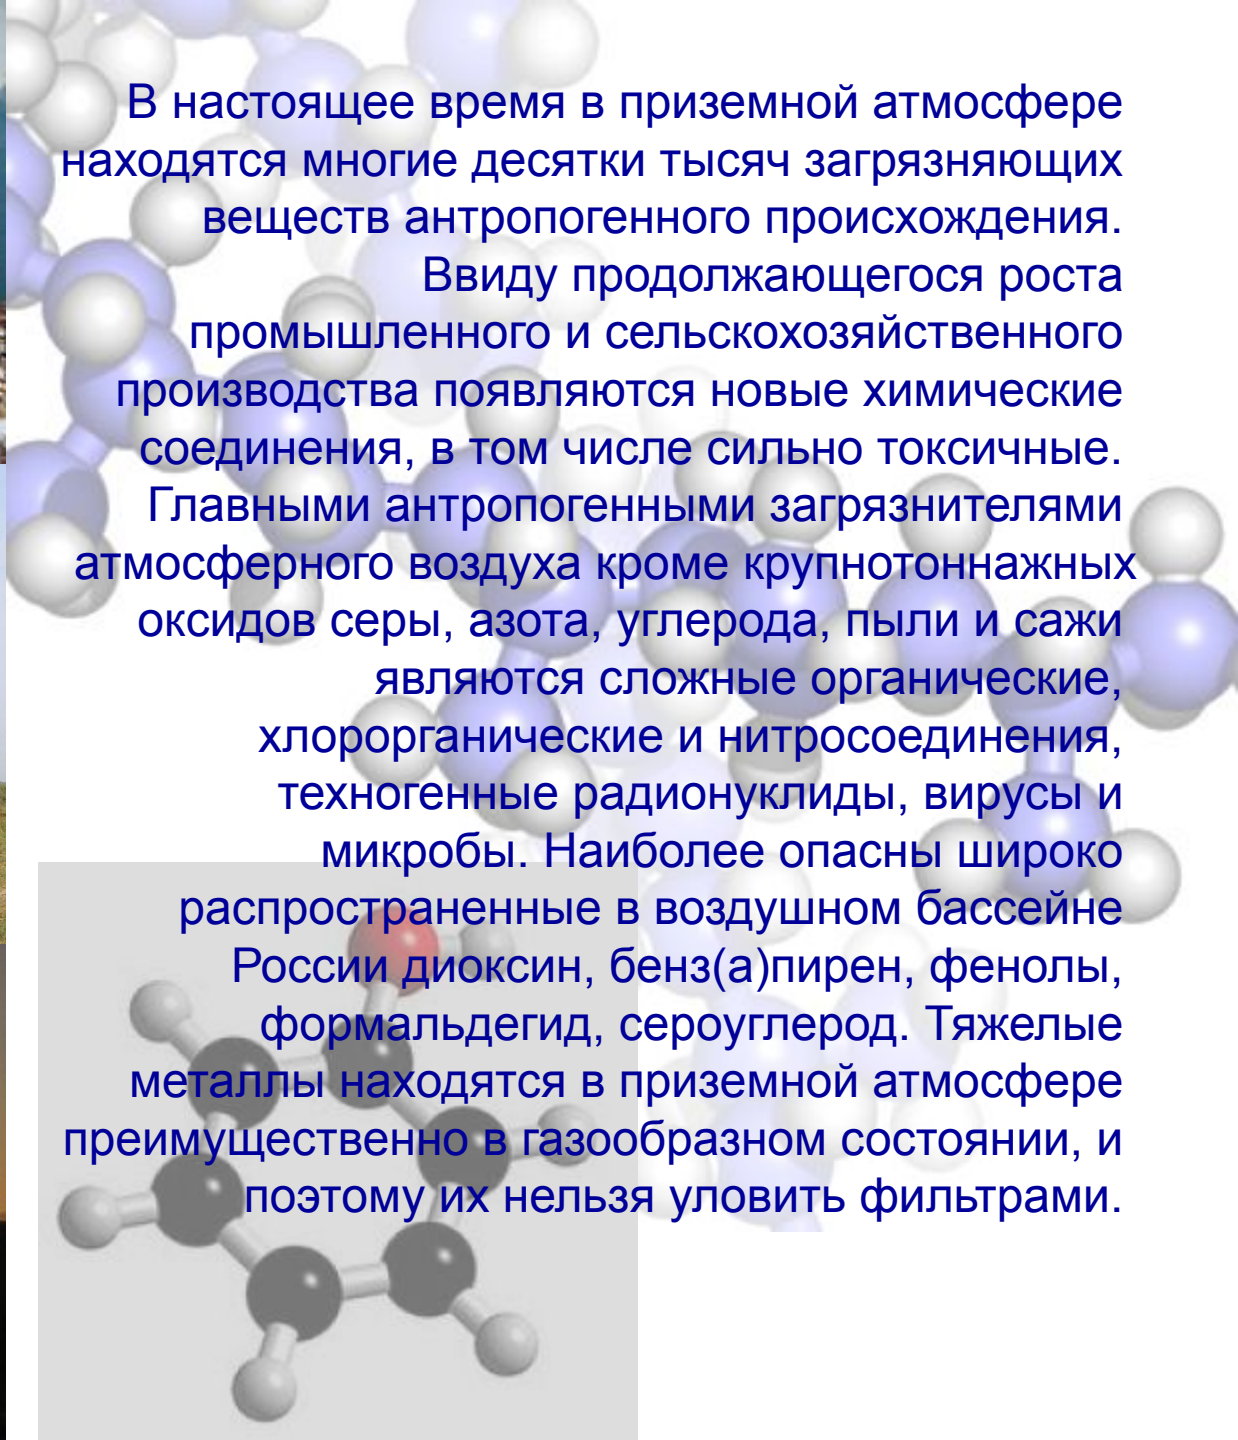 В настоящее время в приземной атмосфере
находятся многие десятки тысяч загрязняющих
веществ антропогенного происхождения.
Ввиду продолжающегося роста
промышленного и сельскохозяйственного
производства появляются новые химические
соединения, в том числе сильно токсичные.
Главными антропогенными загрязнителями
атмосферного воздуха кроме крупнотоннажных
оксидов серы, азота, углерода, пыли и сажи
являются сложные органические,
хлорорганические и нитросоединения,
техногенные радионуклиды, вирусы и
микробы. Наиболее опасны широко
распространенные в воздушном бассейне
России диоксин, бенз(а)пирен, фенолы,
формальдегид, сероуглерод. Тяжелые
металлы находятся в приземной атмосфере
преимущественно в газообразном состоянии, и
поэтому их нельзя уловить фильтрами.